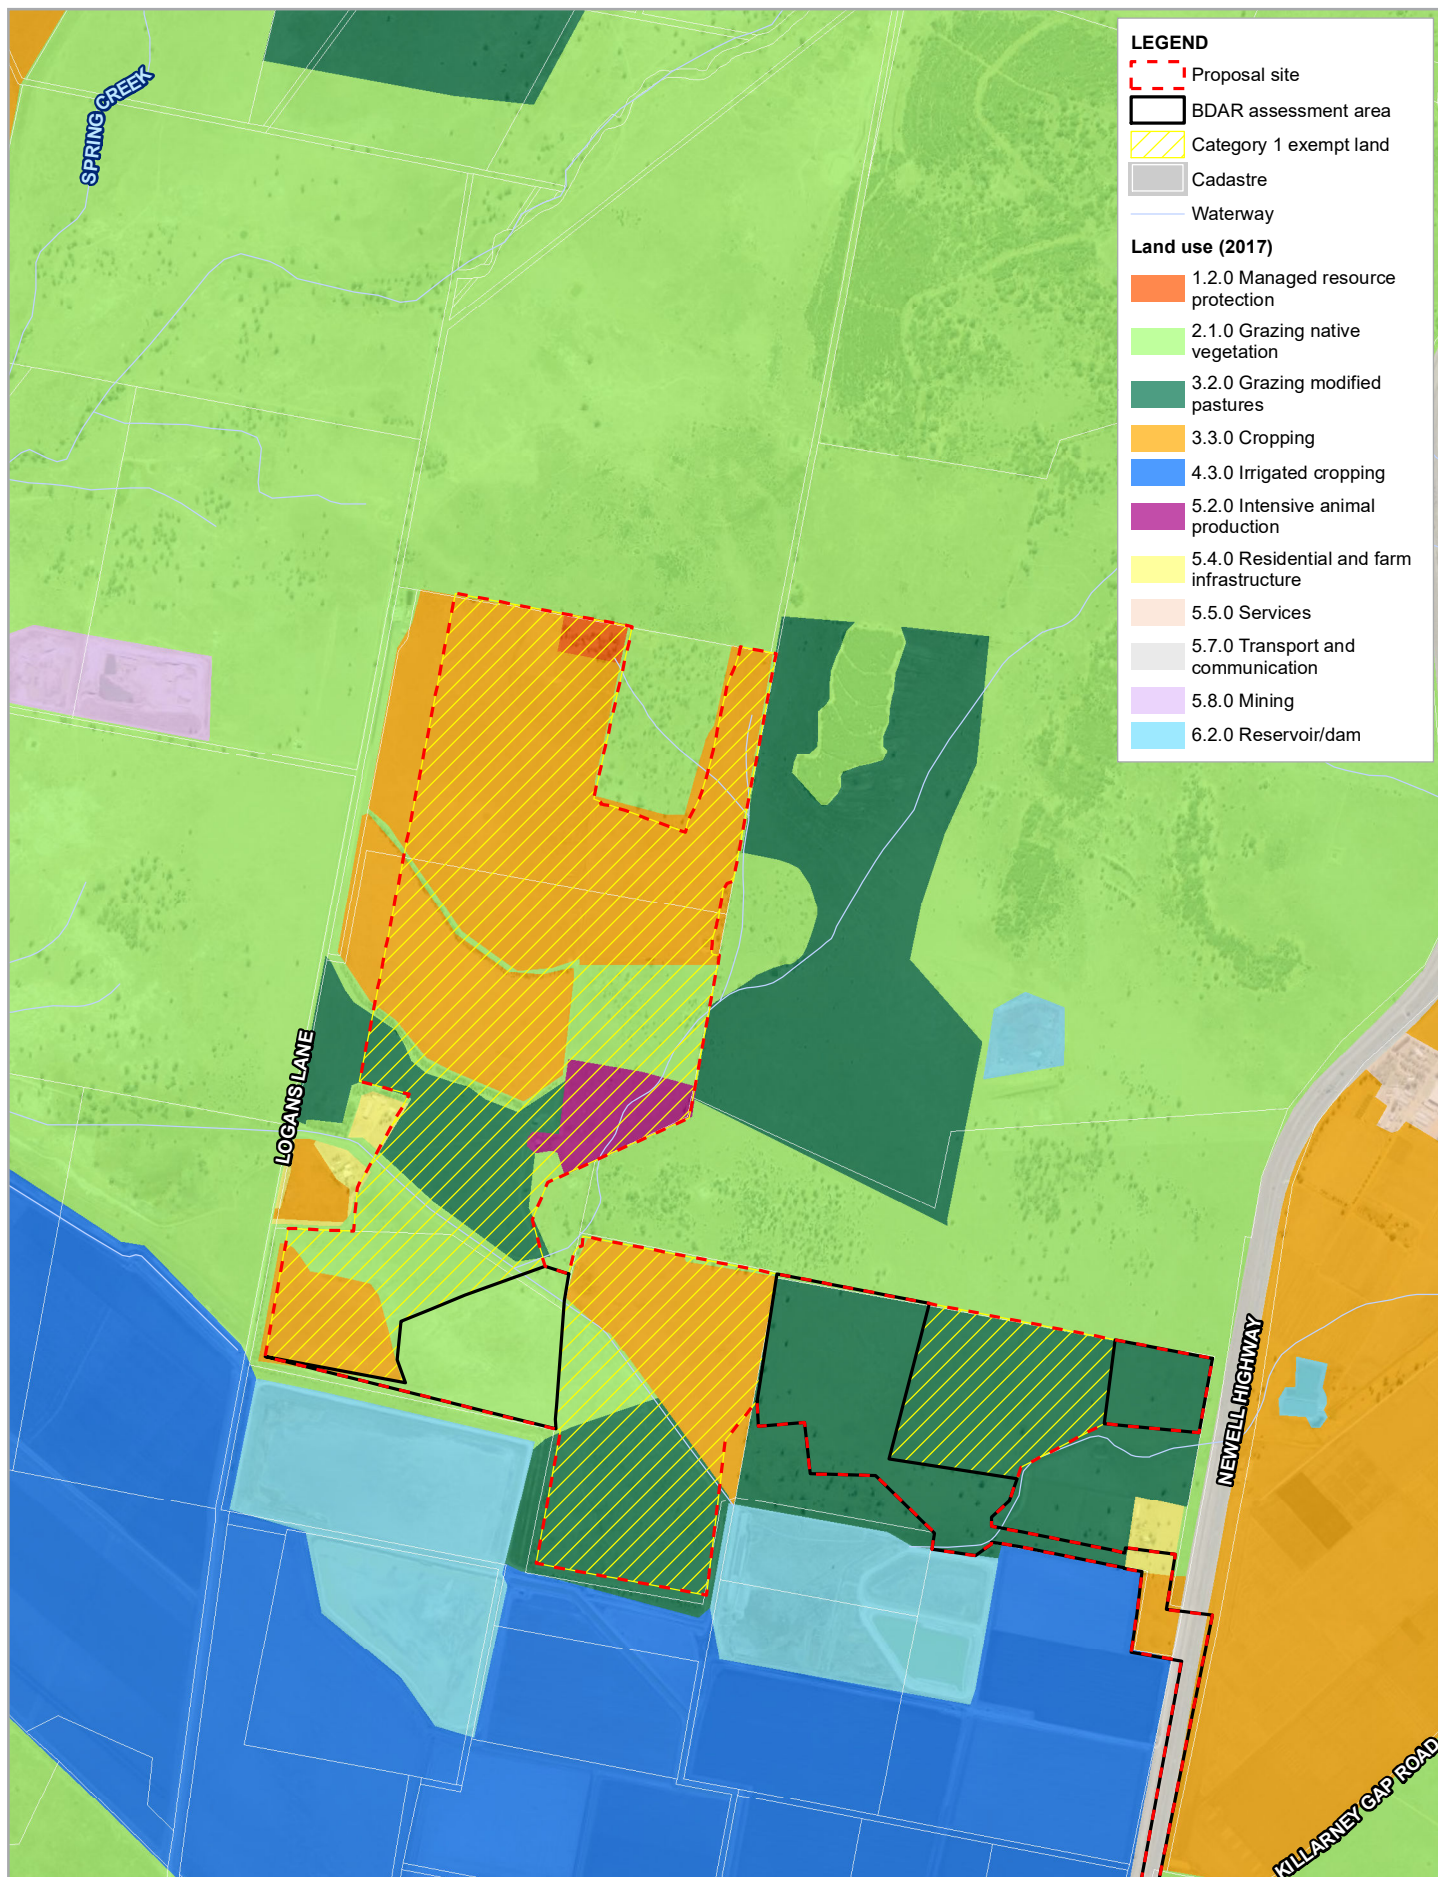 SPRING CREEK
LEGEND
Proposal site
BDAR assessment area
Category 1 exempt land
Cadastre
Waterway
Land use (2017)
1.2.0 Managed resource
protection
2.1.0 Grazing native
vegetation
3.2.0 Grazing modified
pastures
3.3.0 Cropping
4.3.0 Irrigated cropping
5.2.0 Intensive animal
production
5.4.0 Residential and farm
infrastructure
5.5.0 Services
5.7.0 Transport and
communication
5.8.0 Mining
6.2.0 Reservoir/dam
LOGANS LANE
NEWELL HIGHWAY
KILLARNEY GAP ROAD